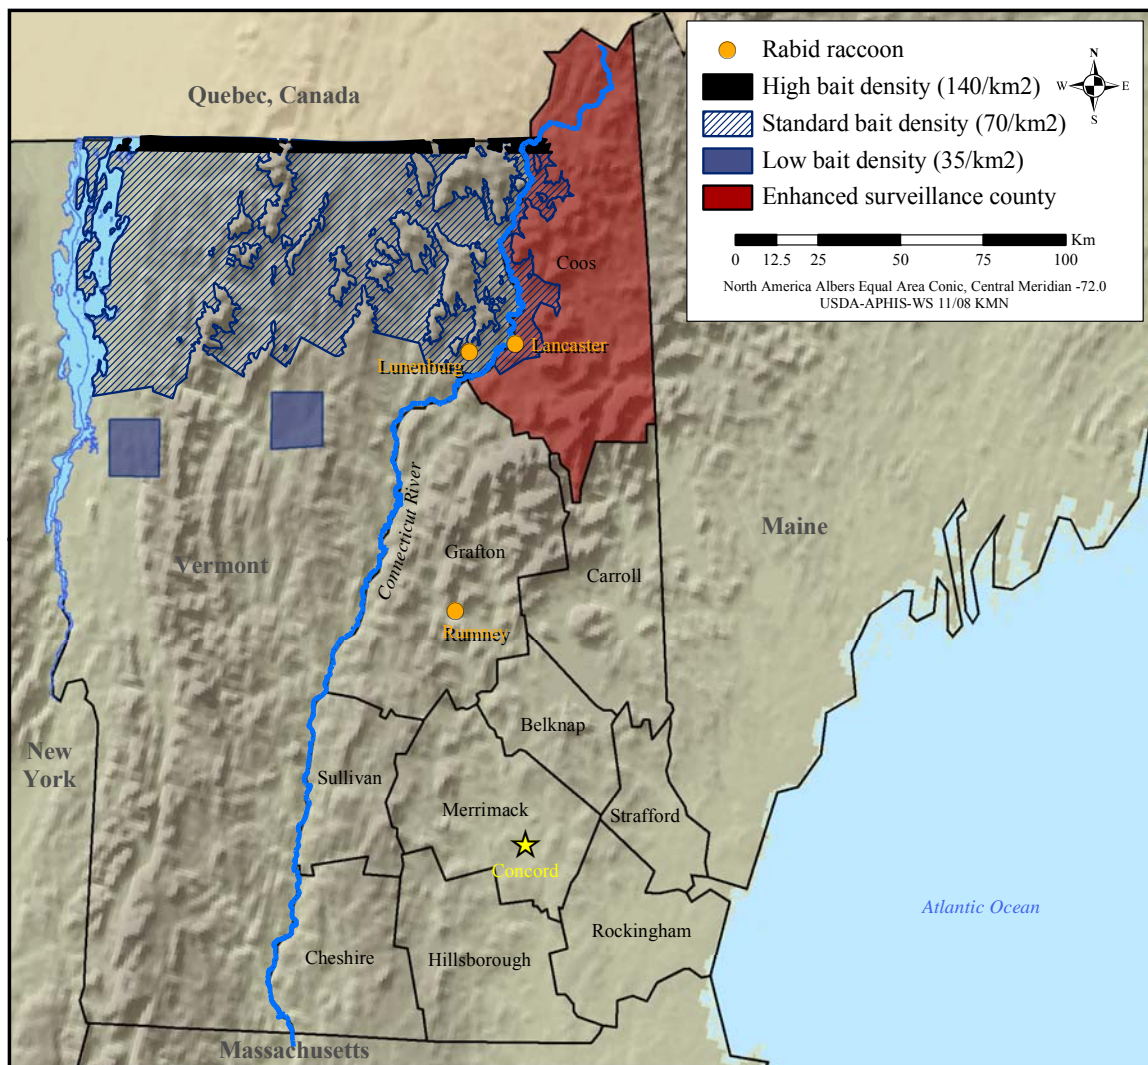 Quebec, Canada
Rabid raccoon
High bait density (140/km2)
Standard bait density (70/km2)
Low bait density (35/km2)
Enhanced surveillance county
N
W E
S
Km
0 12.5 25 50 75 100
North America Albers Equal Area Conic, Central Meridian -72.0
USDA-APHIS-WS 11/08 KMN
Coos
Lancaster
Lunenburg
Connecticut River
Maine
Grafton
Vermont
Carroll
Rumney
Belknap
New
York
Sullivan
Merrimack
Strafford
Concord
Atlantic Ocean
Rockingham
Cheshire
Hillsborough
Massachusetts